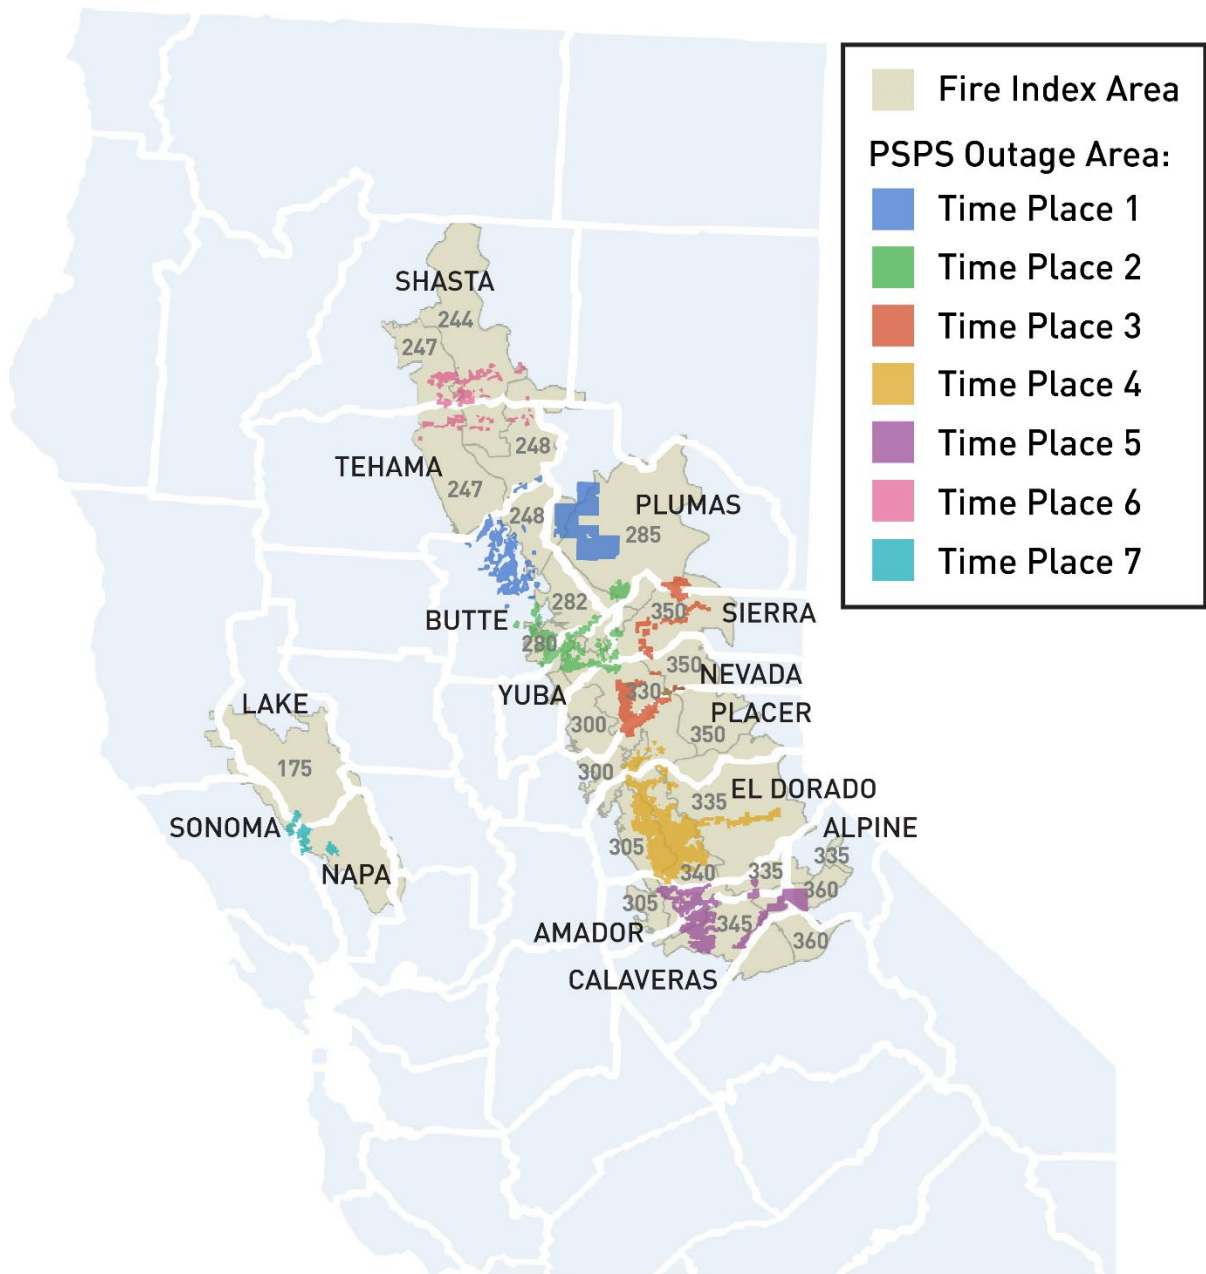 Fire Index Area
PSPS Outage Area:
Time Place 1
Time Place 2
Time Place 3
Time Place 4
Time Place 5
Time Place 6
Time Place 7
SHASTA
244
247
248
TEHAMA
247
248
PLUMAS
285
282
350
SIERRA
BUTTE
280
350
NEVADA
YUBA
330
LAKE
PLACER
300
350
175
300
EL DORADO
335
SONOMA
ALPINE
305
335
NAPA
340
335
360
305
345
AMADOR
360
CALAVERAS